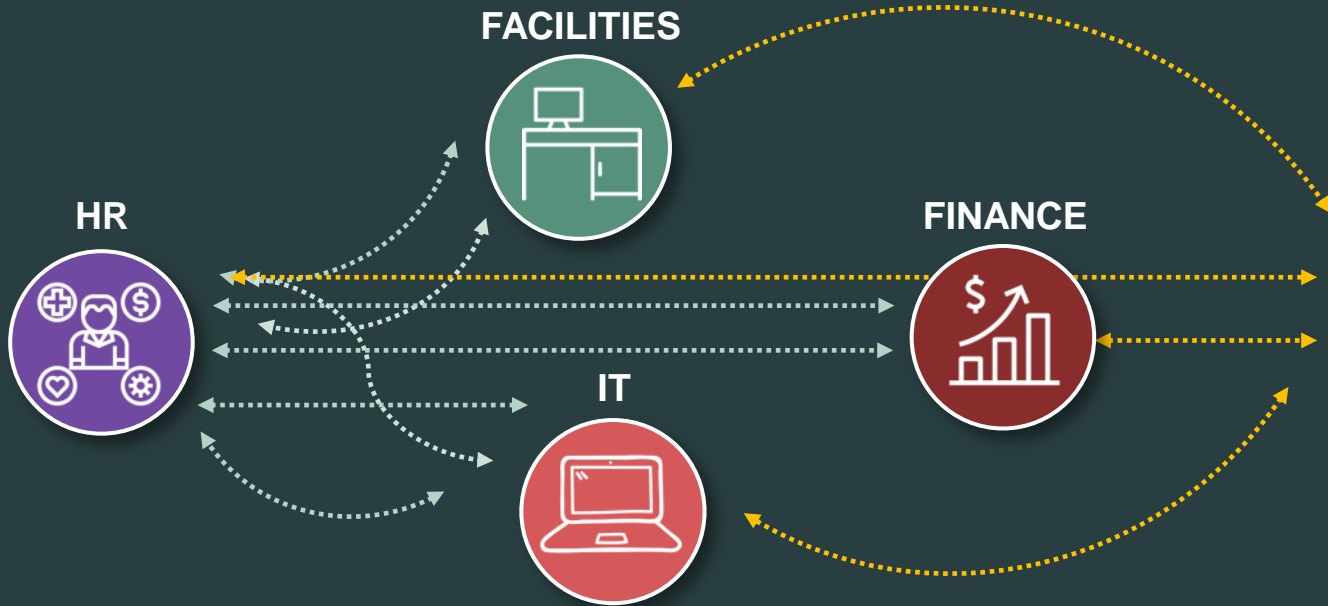 FACILITIES
HR
FINANCE
$
$
IT